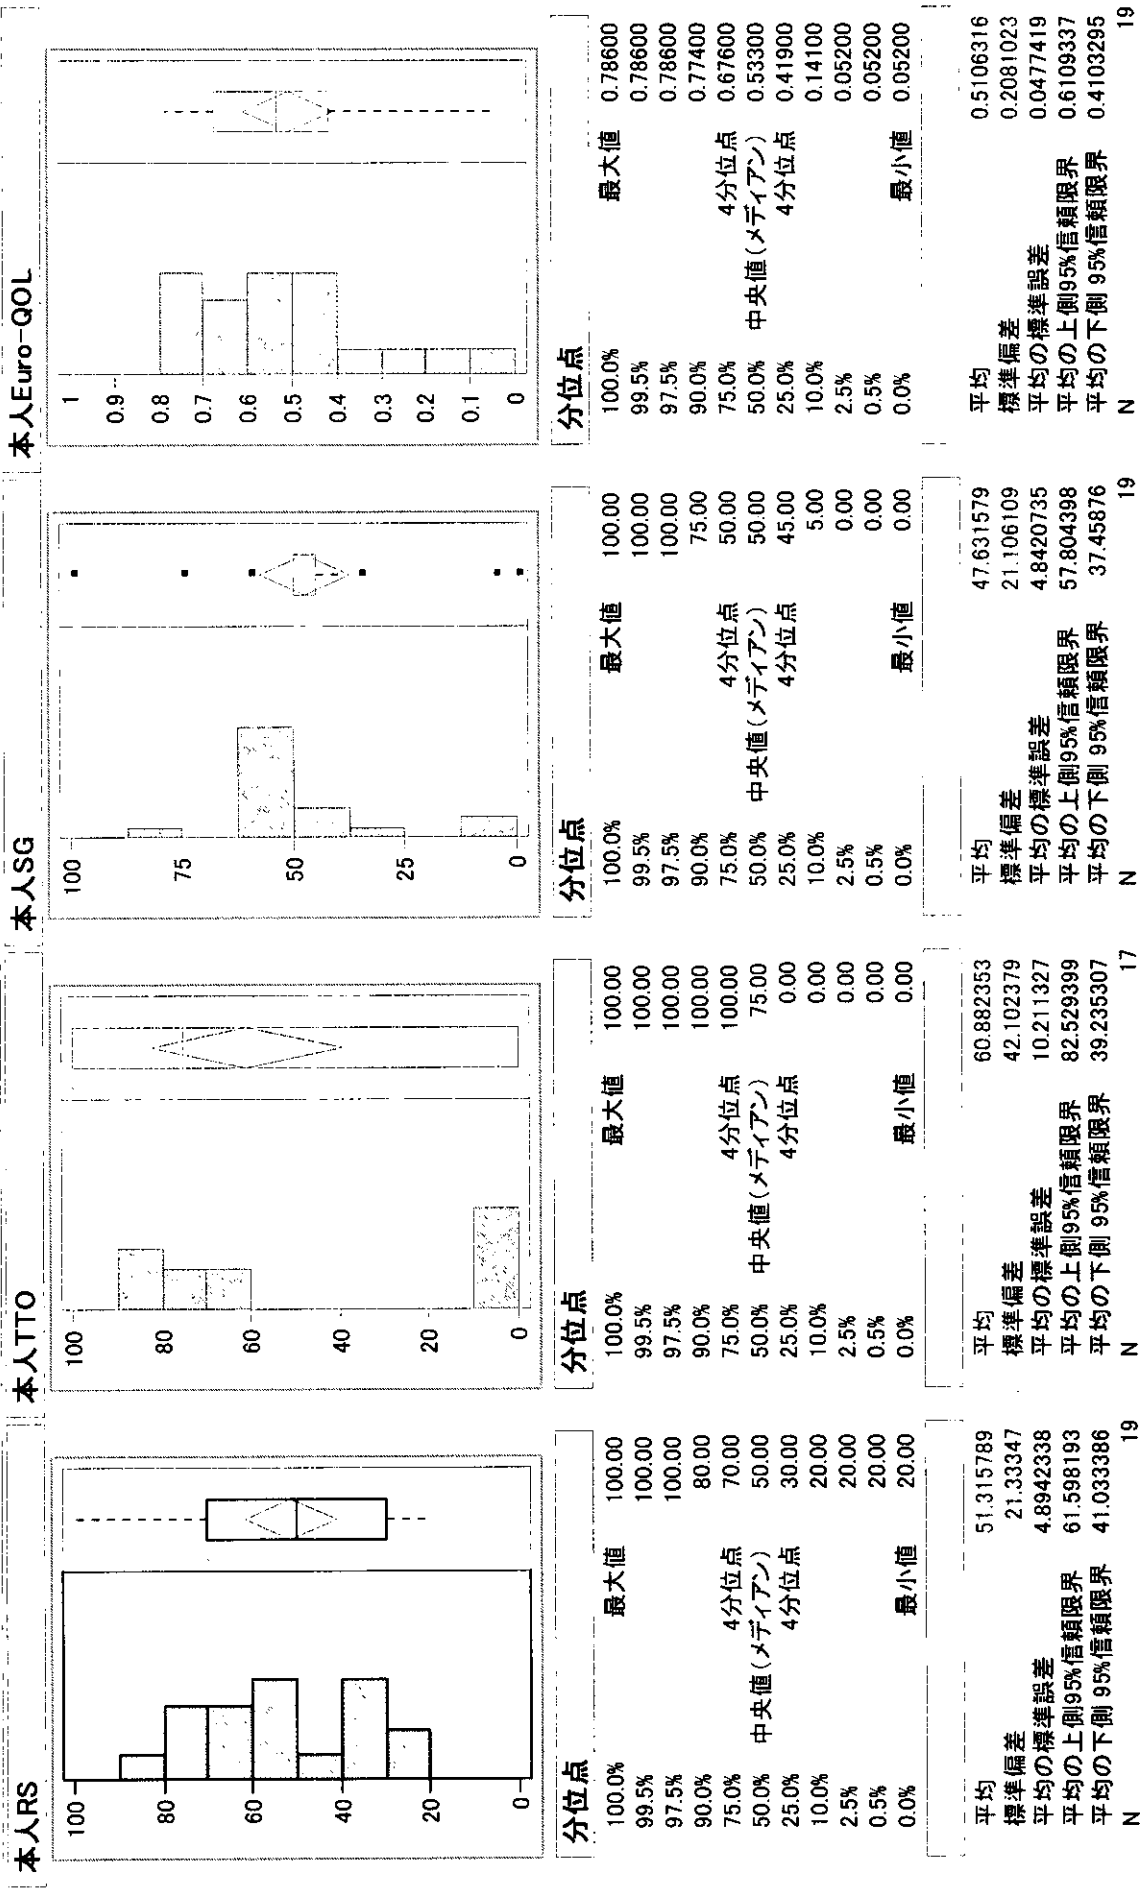 本人RS
100
80
60
40
20
0
分位点
100.0% 最大値 100.00
99.5% 100.00
97.5% 100.00
90.0% 80.00
75.0% 4分位点 70.00
50.0% 中央値(メディアン) 50.00
25.0% 4分位点 30.00
10.0% 20.00
2.5% 20.00
0.5% 20.00
0.0% 最小値 20.00
平均 51.315789
標準偏差 21.33347
平均の標準誤差 4.8942338
平均の上側95%信頼限界 61.598193
平均の下側 95%信頼限界 41.033386
N 19
本人TTO
100
80
60
40
20
0
分位点
100.0% 最大値 100.00
99.5% 100.00
97.5% 100.00
90.0% 100.00
75.0% 4分位点 100.00
50.0% 中央値(メディアン) 75.00
25.0% 4分位点 0.00
10.0% 0.00
2.5% 0.00
0.5% 0.00
0.0% 最小値 0.00
平均 60.882353
標準偏差 42.102379
平均の標準誤差 10.211327
平均の上側95%信頼限界 82.529399
平均の下側 95%信頼限界 39.235307
N 17
本人SG
100
75
50
25
0
分位点
100.0% 最大値 100.00
99.5% 100.00
97.5% 100.00
90.0% 75.00
75.0% 4分位点 50.00
50.0% 中央値(メディアン) 50.00
25.0% 4分位点 45.00
10.0% 5.00
2.5% 0.00
0.5% 0.00
0.0% 最小値 0.00
平均 47.631579
標準偏差 21.106109
平均の標準誤差 4.8420735
平均の上側95%信頼限界 57.804398
平均の下側 95%信頼限界 37.45876
N 19
本人Euro-QOL
1
0.9
0.8
0.7
0.6
0.5
0.4
0.3
0.2
0.1
0
分位点
100.0% 最大値 0.78600
99.5% 0.78600
97.5% 0.78600
90.0% 0.77400
75.0% 4分位点 0.67600
50.0% 中央値(メディアン) 0.53300
25.0% 4分位点 0.41900
10.0% 0.14100
2.5% 0.05200
0.5% 0.05200
0.0% 最小値 0.05200
平均 0.5106316
標準偏差 0.2081023
平均の標準誤差 0.0477419
平均の上側95%信頼限界 0.6109337
平均の下側 95%信頼限界 0.4103295
N 19